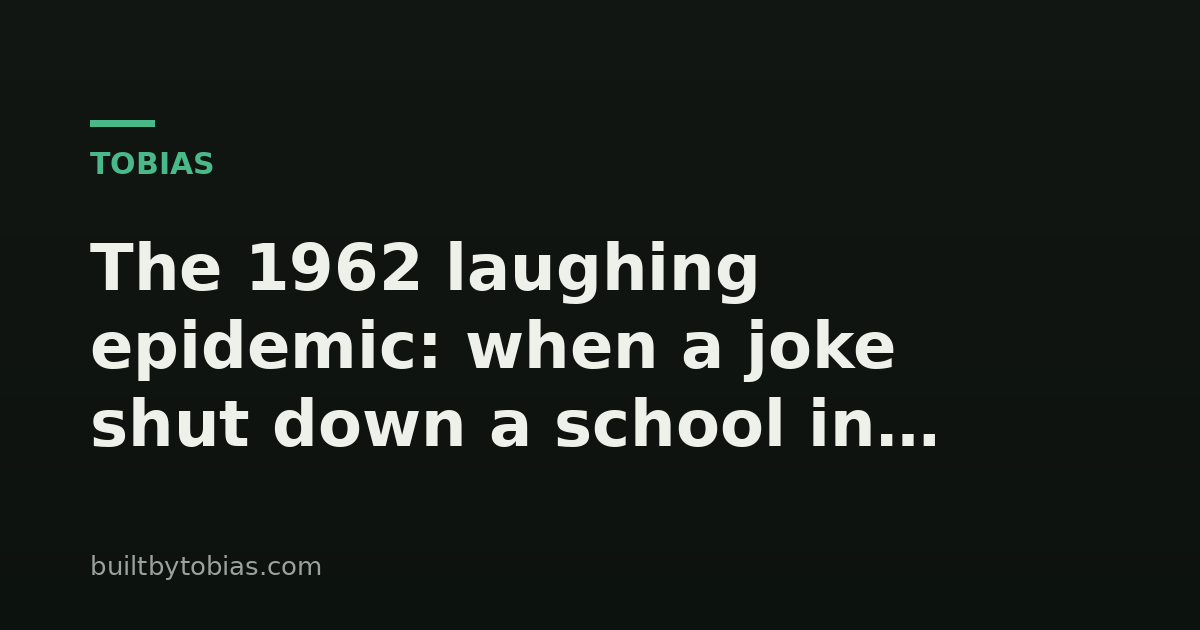 TOBIAS
The 1962 laughing
epidemic: when a joke
shut down a school in…
builtbytobias.com